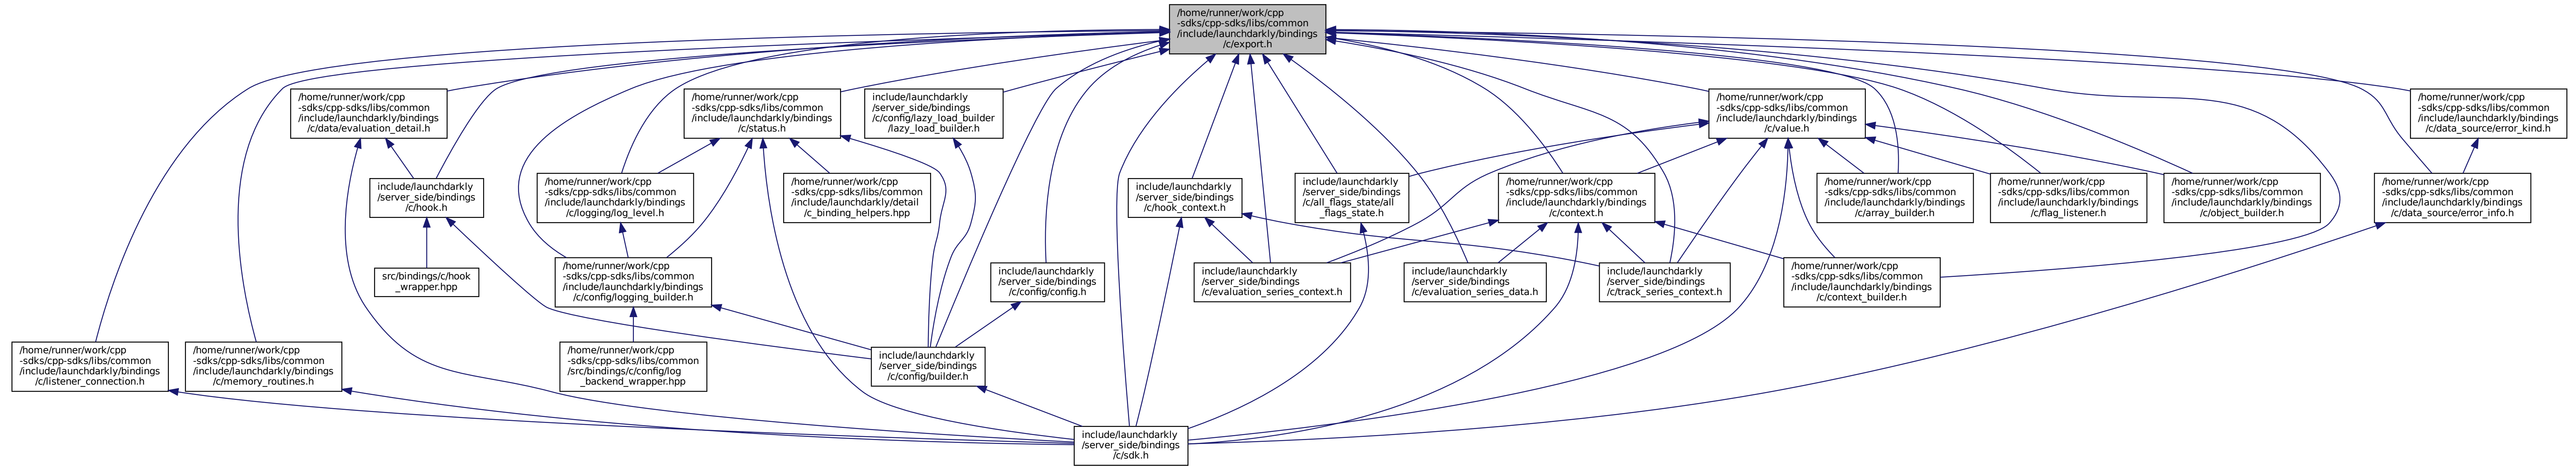 /home/runner/work/cpp
-sdks/cpp-sdks/libs/common
/include/launchdarkly/bindings
/c/export.h
/home/runner/work/cpp
-sdks/cpp-sdks/libs/common
/include/launchdarkly/bindings
/c/data/evaluation_detail.h
/home/runner/work/cpp
-sdks/cpp-sdks/libs/common
/include/launchdarkly/bindings
/c/status.h
include/launchdarkly
/server_side/bindings
/c/config/lazy_load_builder
/lazy_load_builder.h
/home/runner/work/cpp
-sdks/cpp-sdks/libs/common
/include/launchdarkly/bindings
/c/value.h
/home/runner/work/cpp
-sdks/cpp-sdks/libs/common
/include/launchdarkly/bindings
/c/data_source/error_kind.h
include/launchdarkly
/server_side/bindings
/c/hook.h
/home/runner/work/cpp
-sdks/cpp-sdks/libs/common
/include/launchdarkly/bindings
/c/logging/log_level.h
/home/runner/work/cpp
-sdks/cpp-sdks/libs/common
/include/launchdarkly/detail
/c_binding_helpers.hpp
include/launchdarkly
/server_side/bindings
/c/hook_context.h
include/launchdarkly
/server_side/bindings
/c/all_flags_state/all
_flags_state.h
/home/runner/work/cpp
-sdks/cpp-sdks/libs/common
/include/launchdarkly/bindings
/c/context.h
/home/runner/work/cpp
-sdks/cpp-sdks/libs/common
/include/launchdarkly/bindings
/c/array_builder.h
/home/runner/work/cpp
-sdks/cpp-sdks/libs/common
/include/launchdarkly/bindings
/c/flag_listener.h
/home/runner/work/cpp
-sdks/cpp-sdks/libs/common
/include/launchdarkly/bindings
/c/object_builder.h
/home/runner/work/cpp
-sdks/cpp-sdks/libs/common
/include/launchdarkly/bindings
/c/data_source/error_info.h
src/bindings/c/hook
_wrapper.hpp
/home/runner/work/cpp
-sdks/cpp-sdks/libs/common
/include/launchdarkly/bindings
/c/config/logging_builder.h
include/launchdarkly
/server_side/bindings
/c/config/config.h
include/launchdarkly
/server_side/bindings
/c/evaluation_series_context.h
include/launchdarkly
/server_side/bindings
/c/evaluation_series_data.h
include/launchdarkly
/server_side/bindings
/c/track_series_context.h
/home/runner/work/cpp
-sdks/cpp-sdks/libs/common
/include/launchdarkly/bindings
/c/context_builder.h
/home/runner/work/cpp
-sdks/cpp-sdks/libs/common
/include/launchdarkly/bindings
/c/listener_connection.h
/home/runner/work/cpp
-sdks/cpp-sdks/libs/common
/include/launchdarkly/bindings
/c/memory_routines.h
/home/runner/work/cpp
-sdks/cpp-sdks/libs/common
/src/bindings/c/config/log
_backend_wrapper.hpp
include/launchdarkly
/server_side/bindings
/c/config/builder.h
include/launchdarkly
/server_side/bindings
/c/sdk.h